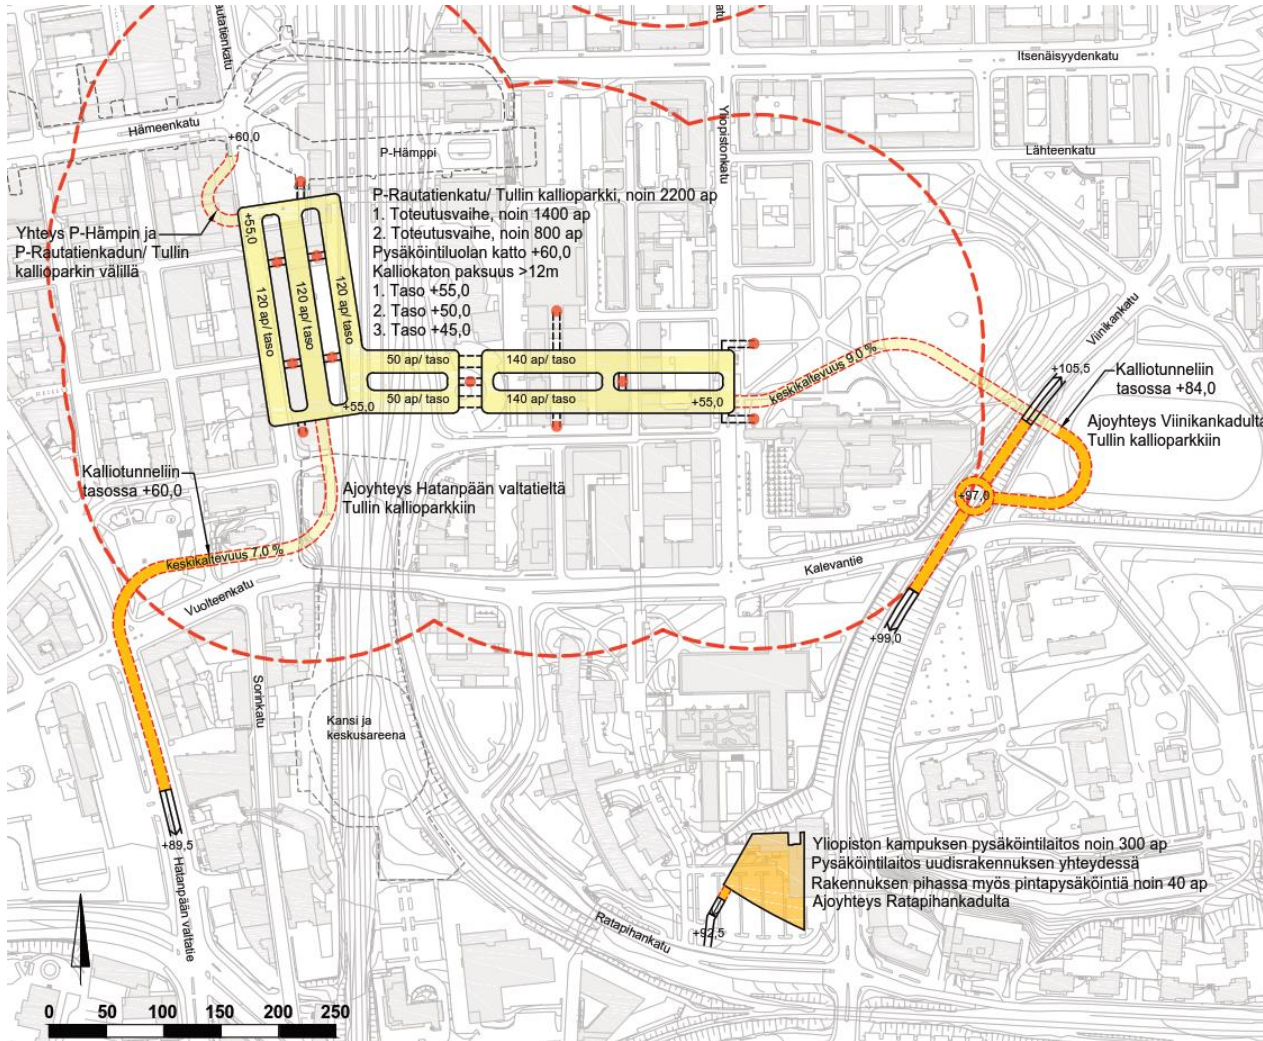 autatienkatu
Itsenäisyydenkatu
Hämeenkatu
+60,0
P-Hämppi
Yliopistonkatu
Lähteenkatu
P-Rautatienkatu/ Tullin kallioparkki, noin 2200 ap
1. Toteutusvaihe, noin 1400 ap
2. Toteutusvaihe, noin 800 ap
Pysäköintiluolan katto +60,0
Kalliokaton paksuus >12m
1. Taso +55,0
2. Taso +50,0
3. Taso +45,0
Yhteys P-Hämpin ja
P-Rautatienkadun/ Tullin
kallioparkin välillä
+55,0
120 ap/ taso
120 ap/ taso
120 ap/ taso
+55,0
50 ap/ taso
50 ap/ taso
140 ap/ taso
140 ap/ taso
+55,0
keskikaltevuus 9,0 %
Viinikankatu
+105,5
Kalliotunneliin
tasossa +84,0
Ajoyhteys Viinikankadulta
Tullin kallioparkkiin
+97,0
Kalliotunneliin
tasossa +60,0
Ajoyhteys Hatanpään valtatieltä
Tullin kallioparkkiin
keskikaltevuus 7,0 %
Vuolteenkatu
Kalevantie
+99,0
Sorinkatu
Kansi ja
keskusareena
+89,5
Hatanpään valtatie
Yliopiston kampuksen pysäköintilaitos noin 300 ap
Pysäköintilaitos uudisrakennuksen yhteydessä
Rakennuksen pihassa myös pintapysäköintiä noin 40 ap
Ajoyhteys Ratapihankadulta
Ratapihankatu
+92,5
0 50 100 150 200 250